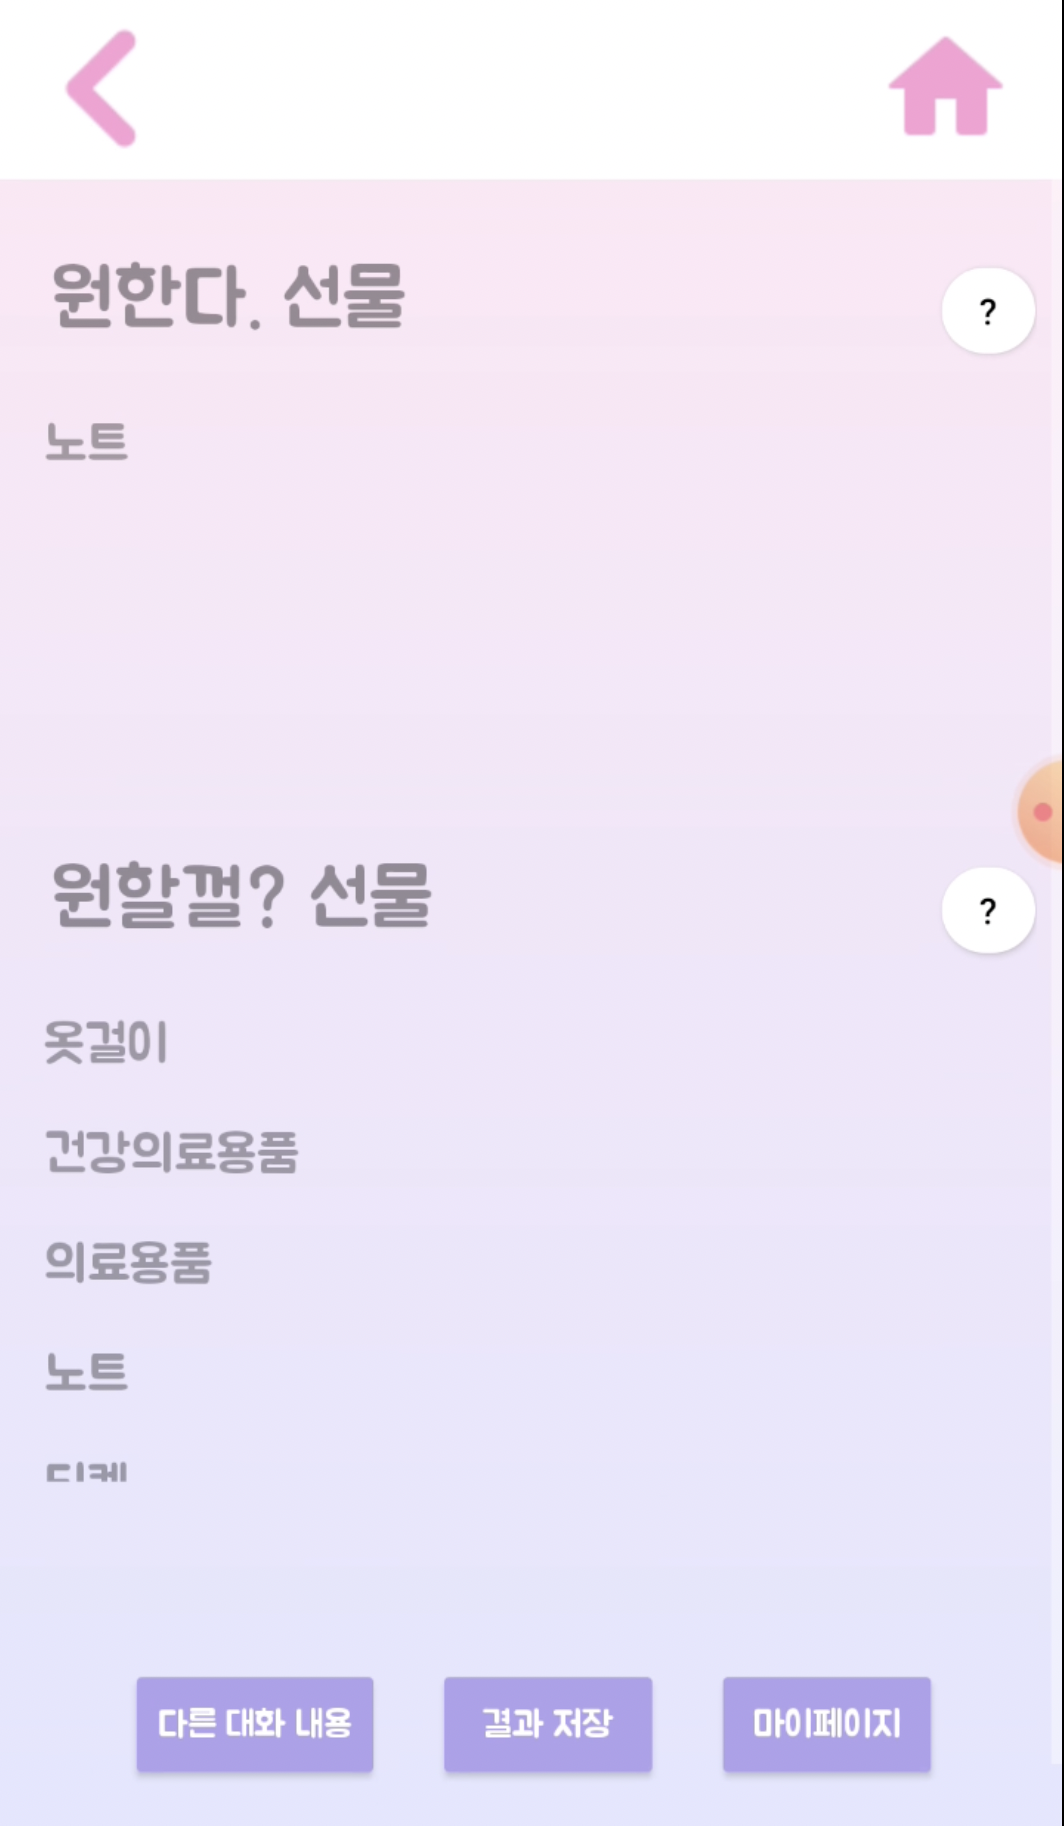 원한다. 선물
?
노트
원할껄? 선물
?
옷걸이
건강의료용품
의료용품
노트
다른 대화 내용
결과 저장
마이페이지